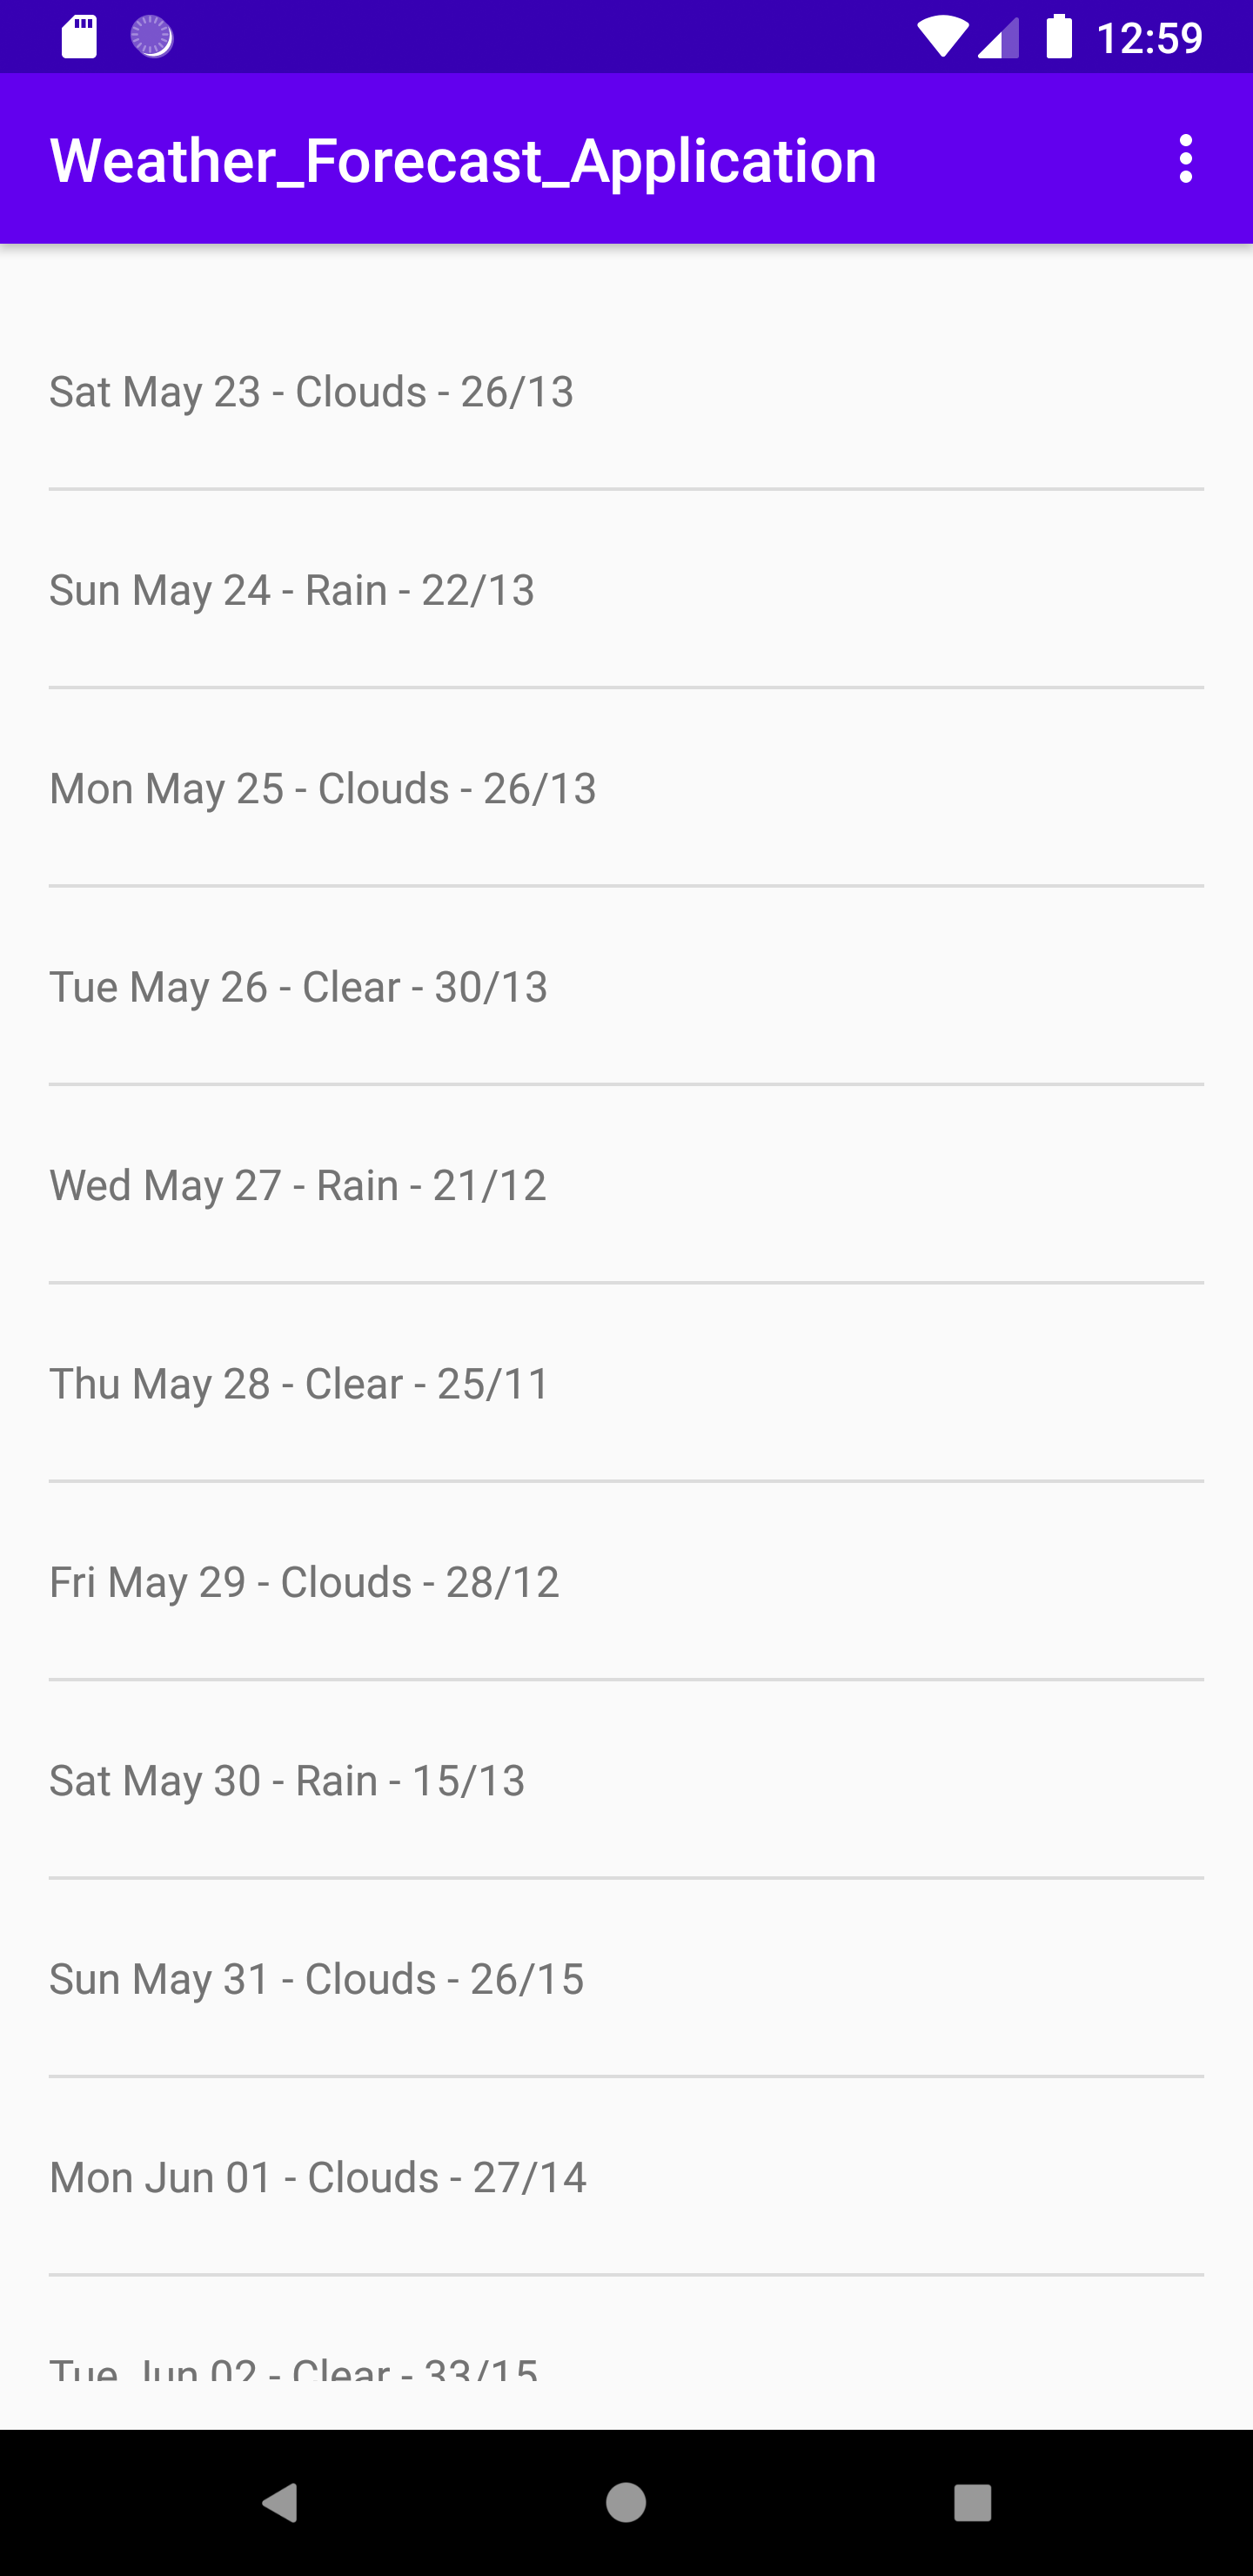 12:59
Weather_Forecast_Application
Sat May 23 - Clouds - 26/13
Sun May 24 - Rain - 22/13
Mon May 25 - Clouds - 26/13
Tue May 26 - Clear - 30/13
Wed May 27 - Rain - 21/12
Thu May 28 - Clear - 25/11
Fri May 29 - Clouds - 28/12
Sat May 30 - Rain - 15/13
Sun May 31 - Clouds - 26/15
Mon Jun 01 - Clouds - 27/14
Tue Jun 02 - Clear - 33/15